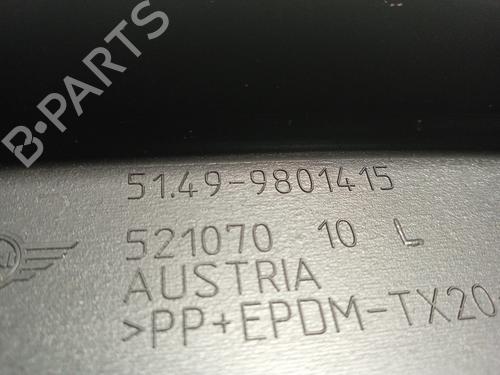 B-PARTS
51.49-9801415
521070 10 L
AUSTRIA
>PP+EPDM-TX20